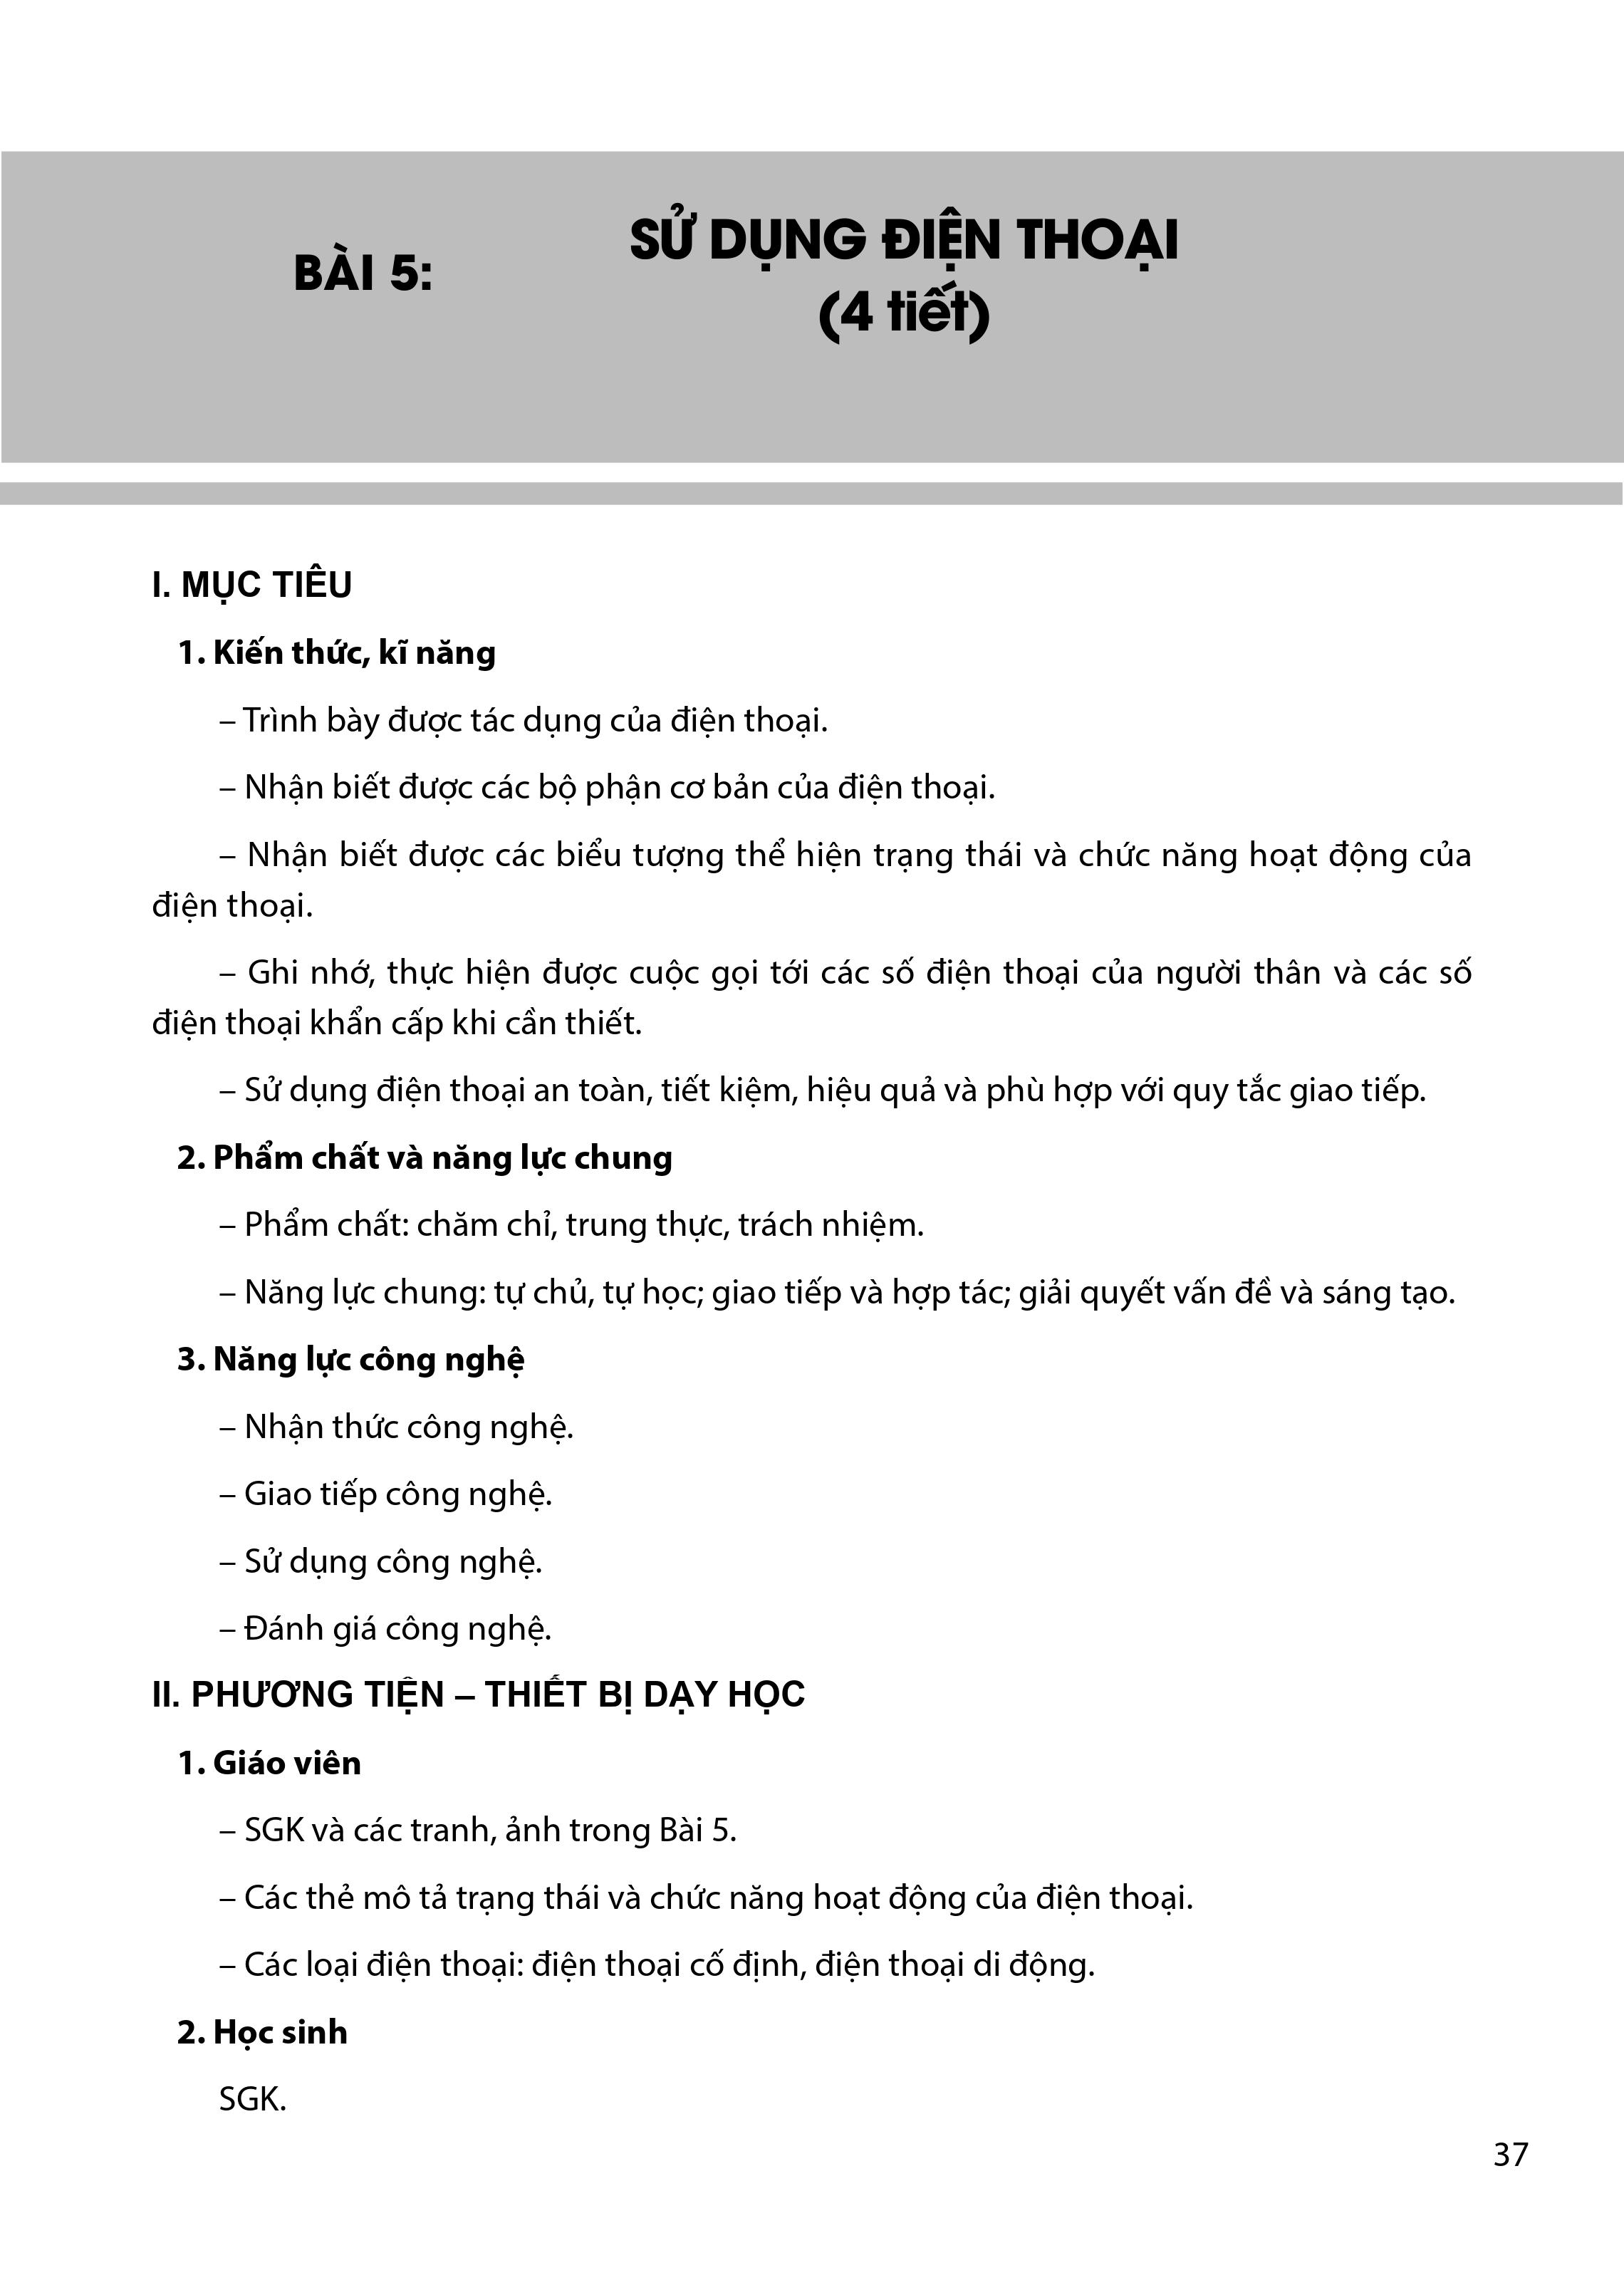 BÀI 5:
SỬ DỤNG ĐIỆN THOẠI
(4 tiết)
I. MỤC TIÊU
1. Kiến thức, kĩ năng
– Trình bày được tác dụng của điện thoại.
– Nhận biết được các bộ phận cơ bản của điện thoại.
– Nhận biết được các biểu tượng thể hiện trạng thái và chức năng hoạt động của
điện thoại.
– Ghi nhớ, thực hiện được cuộc gọi tới các số điện thoại của người thân và các số
điện thoại khẩn cấp khi cần thiết.
– Sử dụng điện thoại an toàn, tiết kiệm, hiệu quả và phù hợp với quy tắc giao tiếp.
2. Phẩm chất và năng lực chung
– Phẩm chất: chăm chỉ, trung thực, trách nhiệm.
– Năng lực chung: tự chủ, tự học; giao tiếp và hợp tác; giải quyết vấn đề và sáng tạo.
3. Năng lực công nghệ
– Nhận thức công nghệ.
– Giao tiếp công nghệ.
– Sử dụng công nghệ.
– Đánh giá công nghệ.
II. PHƯƠNG TIỆN – THIẾT BỊ DẠY HỌC
1. Giáo viên
– SGK và các tranh, ảnh trong Bài 5.
– Các thẻ mô tả trạng thái và chức năng hoạt động của điện thoại.
– Các loại điện thoại: điện thoại cố định, điện thoại di động.
2. Học sinh
SGK.
37